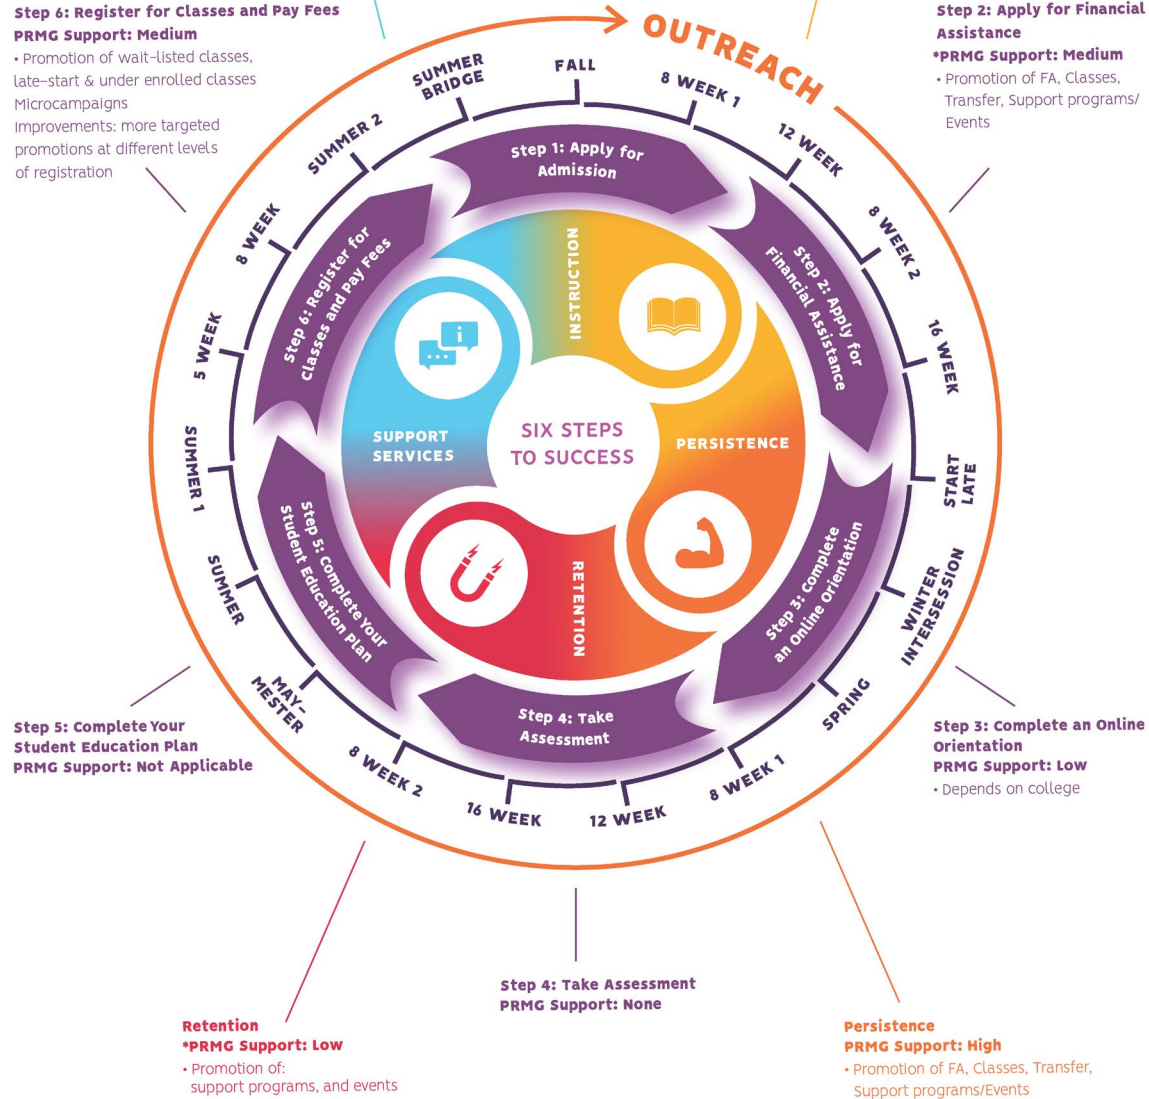 Step 6: Register for Classes and Pay Fees
PRMG Support: Medium
• Promotion of wait-listed classes,
late-start & under enrolled classes
Microcampaigns
Improvements: more targeted
promotions at different levels
of registration
Step 2: Apply for Financial
Assistance
*PRMG Support: Medium
• Promotion of FA, Classes,
Transfer, Support programs/
Events
OUTREACH
FALL
8 WEEK 1
12 WEEK
8 WEEK 2
16 WEEK
START
LATE
WINTER
INTERSESSION
SPRING
8 WEEK 1
12 WEEK
16 WEEK
8 WEEK 2
MAY-
MESTER
SUMMER
SUMMER 1
5 WEEK
8 WEEK
SUMMER 2
SUMMER
BRIDGE
Step 1: Apply for
Admission
Step 2: Apply for
Financial Assistance
Step 3: Complete
an Online Orientation
Step 4: Take
Assessment
Step 5: Complete Your
Student Education Plan
Step 6: Register for
Classes and Pay Fees
INSTRUCTION
PERSISTENCE
RETENTION
SUPPORT
SERVICES
i
SIX STEPS
TO SUCCESS
Step 5: Complete Your
Student Education Plan
PRMG Support: Not Applicable
Step 3: Complete an Online
Orientation
PRMG Support: Low
• Depends on college
Step 4: Take Assessment
PRMG Support: None
Retention
*PRMG Support: Low
• Promotion of:
support programs, and events
Persistence
PRMG Support: High
• Promotion of FA, Classes, Transfer,
Support programs/Events